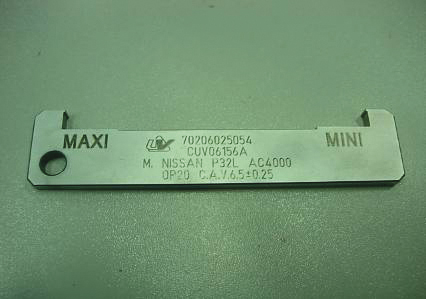 MAXI
70206025054
MINI
CUV06156A
M. NISSAN P32L AC4000
OP20 C.A.V.6.5±0.25